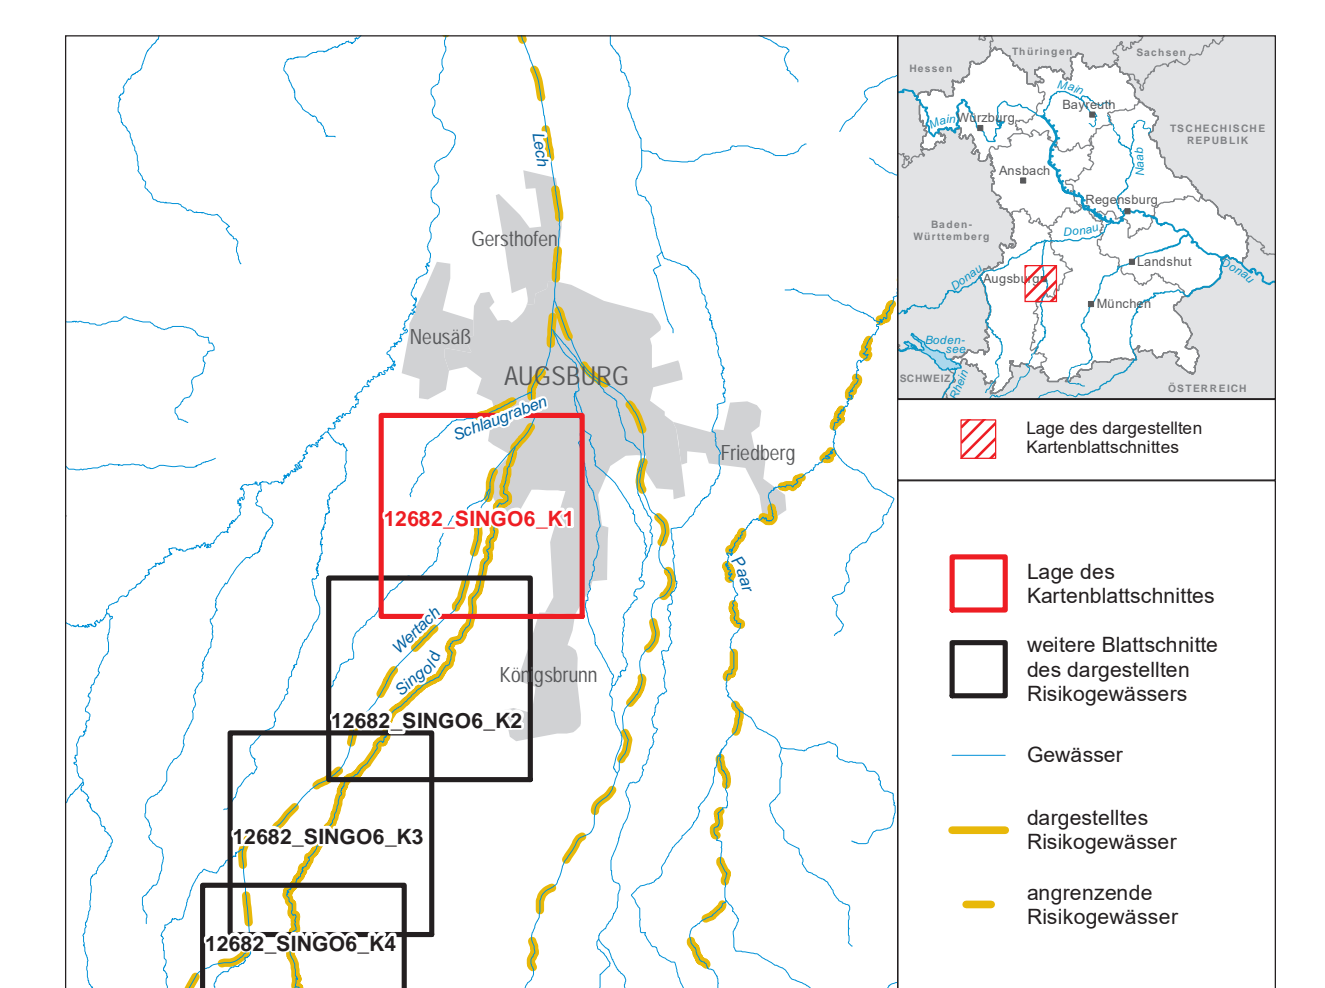 Lech
Gersthofen
Neusäß
AUGSBURG
Schlaugraben
Friedberg
12682_SINGO6_K1
Paar
Wertach
Singold
Königsbrunn
12682_SINGO6_K2
12682_SINGO6_K3
12682_SINGO6_K4
Thüringen
Sachsen
Hessen
Main
Bayreuth
Main
Würzburg
TSCHECHISCHE
REPUBLIK
Naab
Ansbach
Regensburg
Baden-
Württemberg
Donau
Donau
Landshut
Donau
Augsburg
München
Boden-
see
SCHWEIZ
Rhein
ÖSTERREICH
Lage des dargestellten
Kartenblattschnittes
Lage des
Kartenblattschnittes
weitere Blattschnitte
des dargestellten
Risikogewässers
Gewässer
dargestelltes
Risikogewässer
angrenzende
Risikogewässer